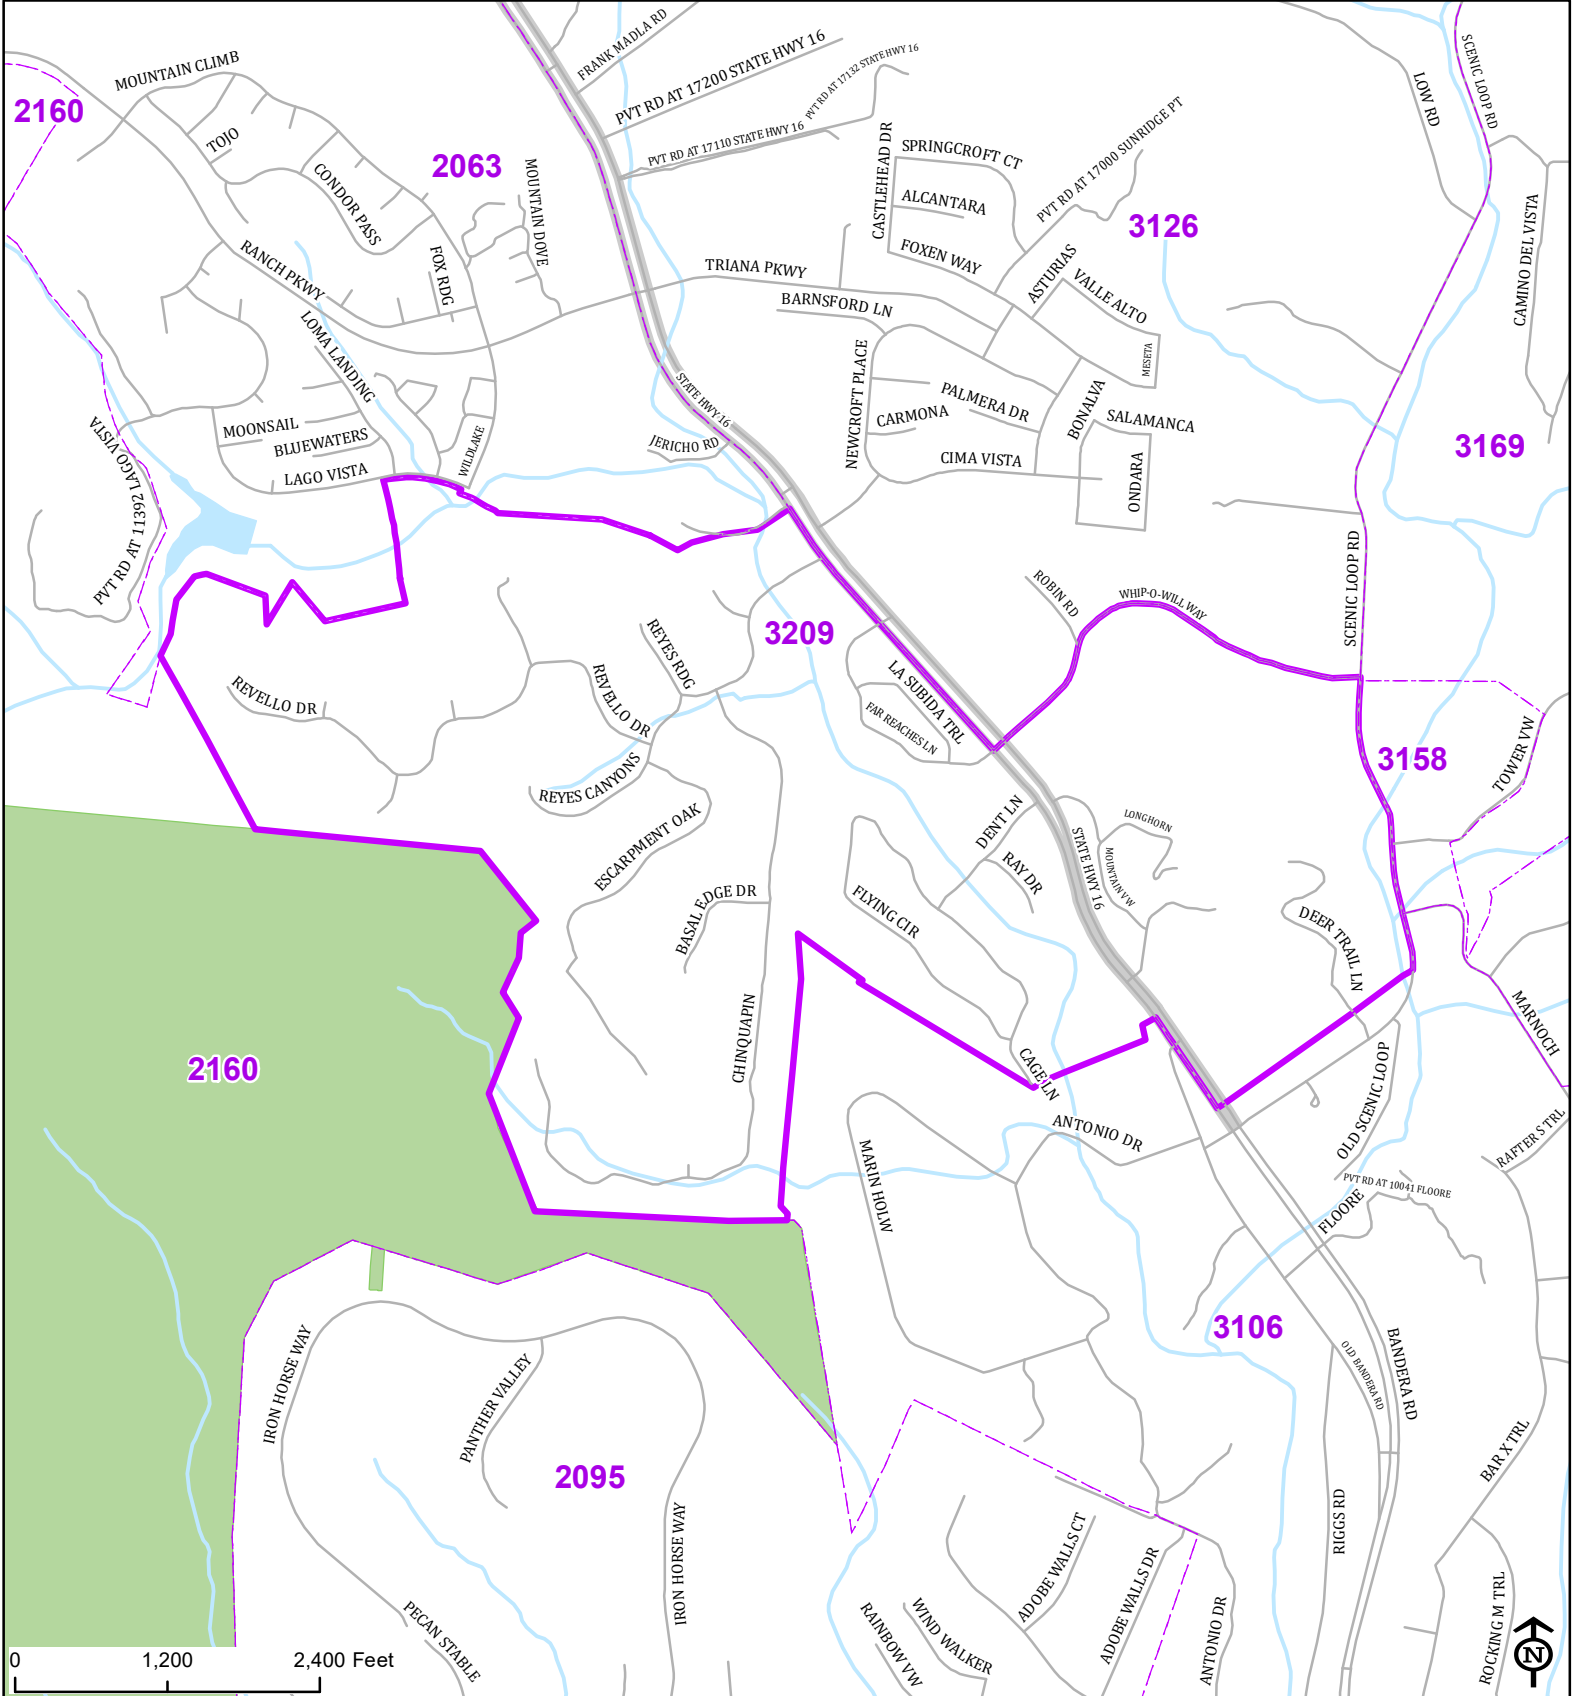 FRANK MADLA RD
PVT RD AT 17200 STATE HWY 16
PVT RD AT 17132 STATE HWY 16
PVT RD AT 17110 STATE HWY 16
MOUNTAIN CLIMB
2160
TOJO
2063
CONDOR PASS
MOUNTAIN DOVE
CASTLEHEAD DR
SPRINGCROFT CT
ALCANTARA
FOXEN WAY
PVT RD AT 17000 SUNRIDGE PT
3126
LOW RD
SCENIC LOOP RD
CAMINO DEL VISTA
RANCH PKWY
FOX RDG
TRIANA PKWY
BARNSFORD LN
ASTURIAS
VALLE ALTO
MESETA
LOMA LANDING
STATE HWY 16
NEWCROFT PLACE
PALMERA DR
BONALVA
SALAMANCA
CARMONA
CIMA VISTA
ONDARA
3169
MOONSAIL
BLUEWATERS
LAGO VISTA
WILDLAKE
JERICHO RD
PVT RD AT 11392 LAGO VISTA
ROBIN RD
WHIP-O-WILL WAY
SCENIC LOOP RD
3209
REYES RDG
REVELLO DR
REVELLO DR
LA SUBIDA TRL
FAR REACHES LN
3158
TOWER VW
REYES CANYONS
ESCARPMENT OAK
DENT LN
RAY DR
STATE HWY 16
LONGHORN
MOUNTAIN VW
BASAL EDGE DR
FLYING CIR
DEER TRAIL LN
CHINQUAPIN
MARNOCH
2160
CAGE LN
ANTONIO DR
OLD SCENIC LOOP
RAFTER S TRL
MARIN HOLW
PVT RD AT 10041 FLOORE
FLOORE
3106
IRON HORSE WAY
PANTHER VALLEY
OLD BANDERA RD
BANDERA RD
2095
BAR X TRL
IRON HORSE WAY
RIGGS RD
ADOBE WALLS CT
ADOBE WALLS DR
ANTONIO DR
WIND WALKER
RAINBOW VW
PECAN STABLE
ROCKING M TRL
0 1,200 2,400 Feet
N